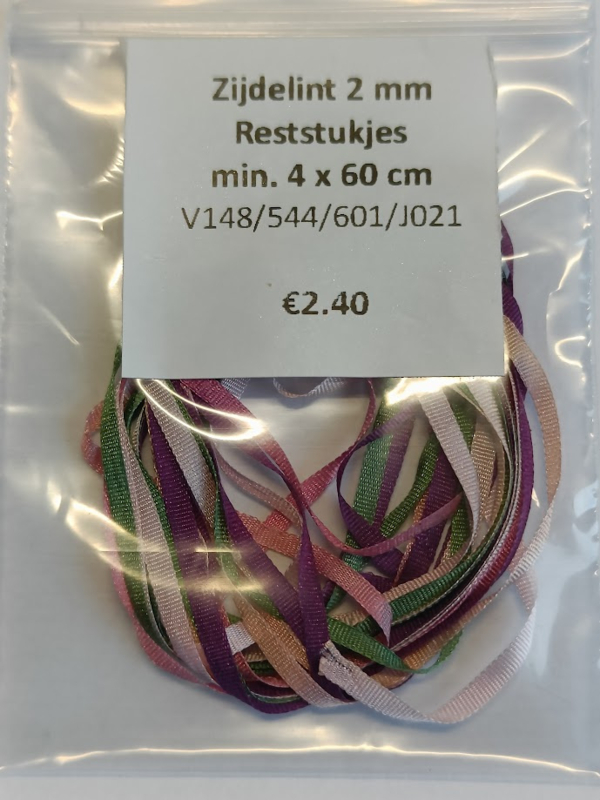 Zijdelint 2 mm
Reststukjes
min. 4 x 60 cm
V148/544/601/J021
€2.40